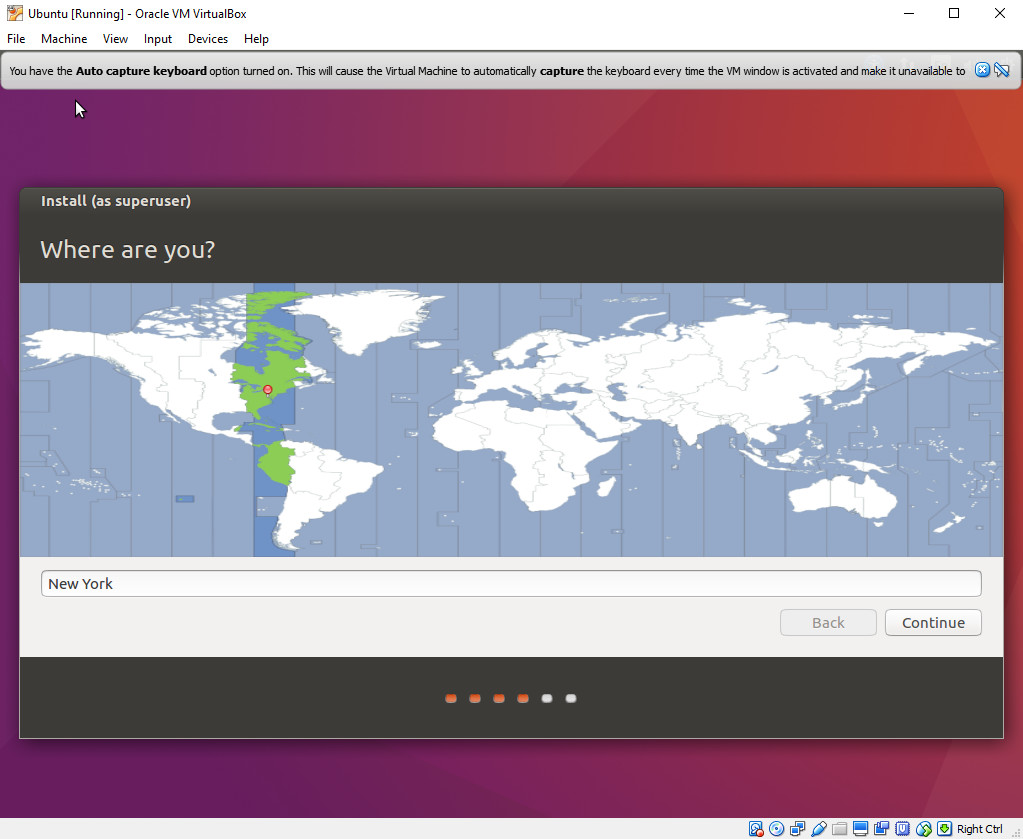 Ubuntu [Running] - Oracle VM VirtualBox
File Machine View Input Devices Help
You have the Auto capture keyboard option turned on. This will cause the Virtual Machine to automatically capture the keyboard every time the VM window is activated and make it unavailable to
Install (as superuser)
Where are you?
New York
Back Continue
Right Ctrl